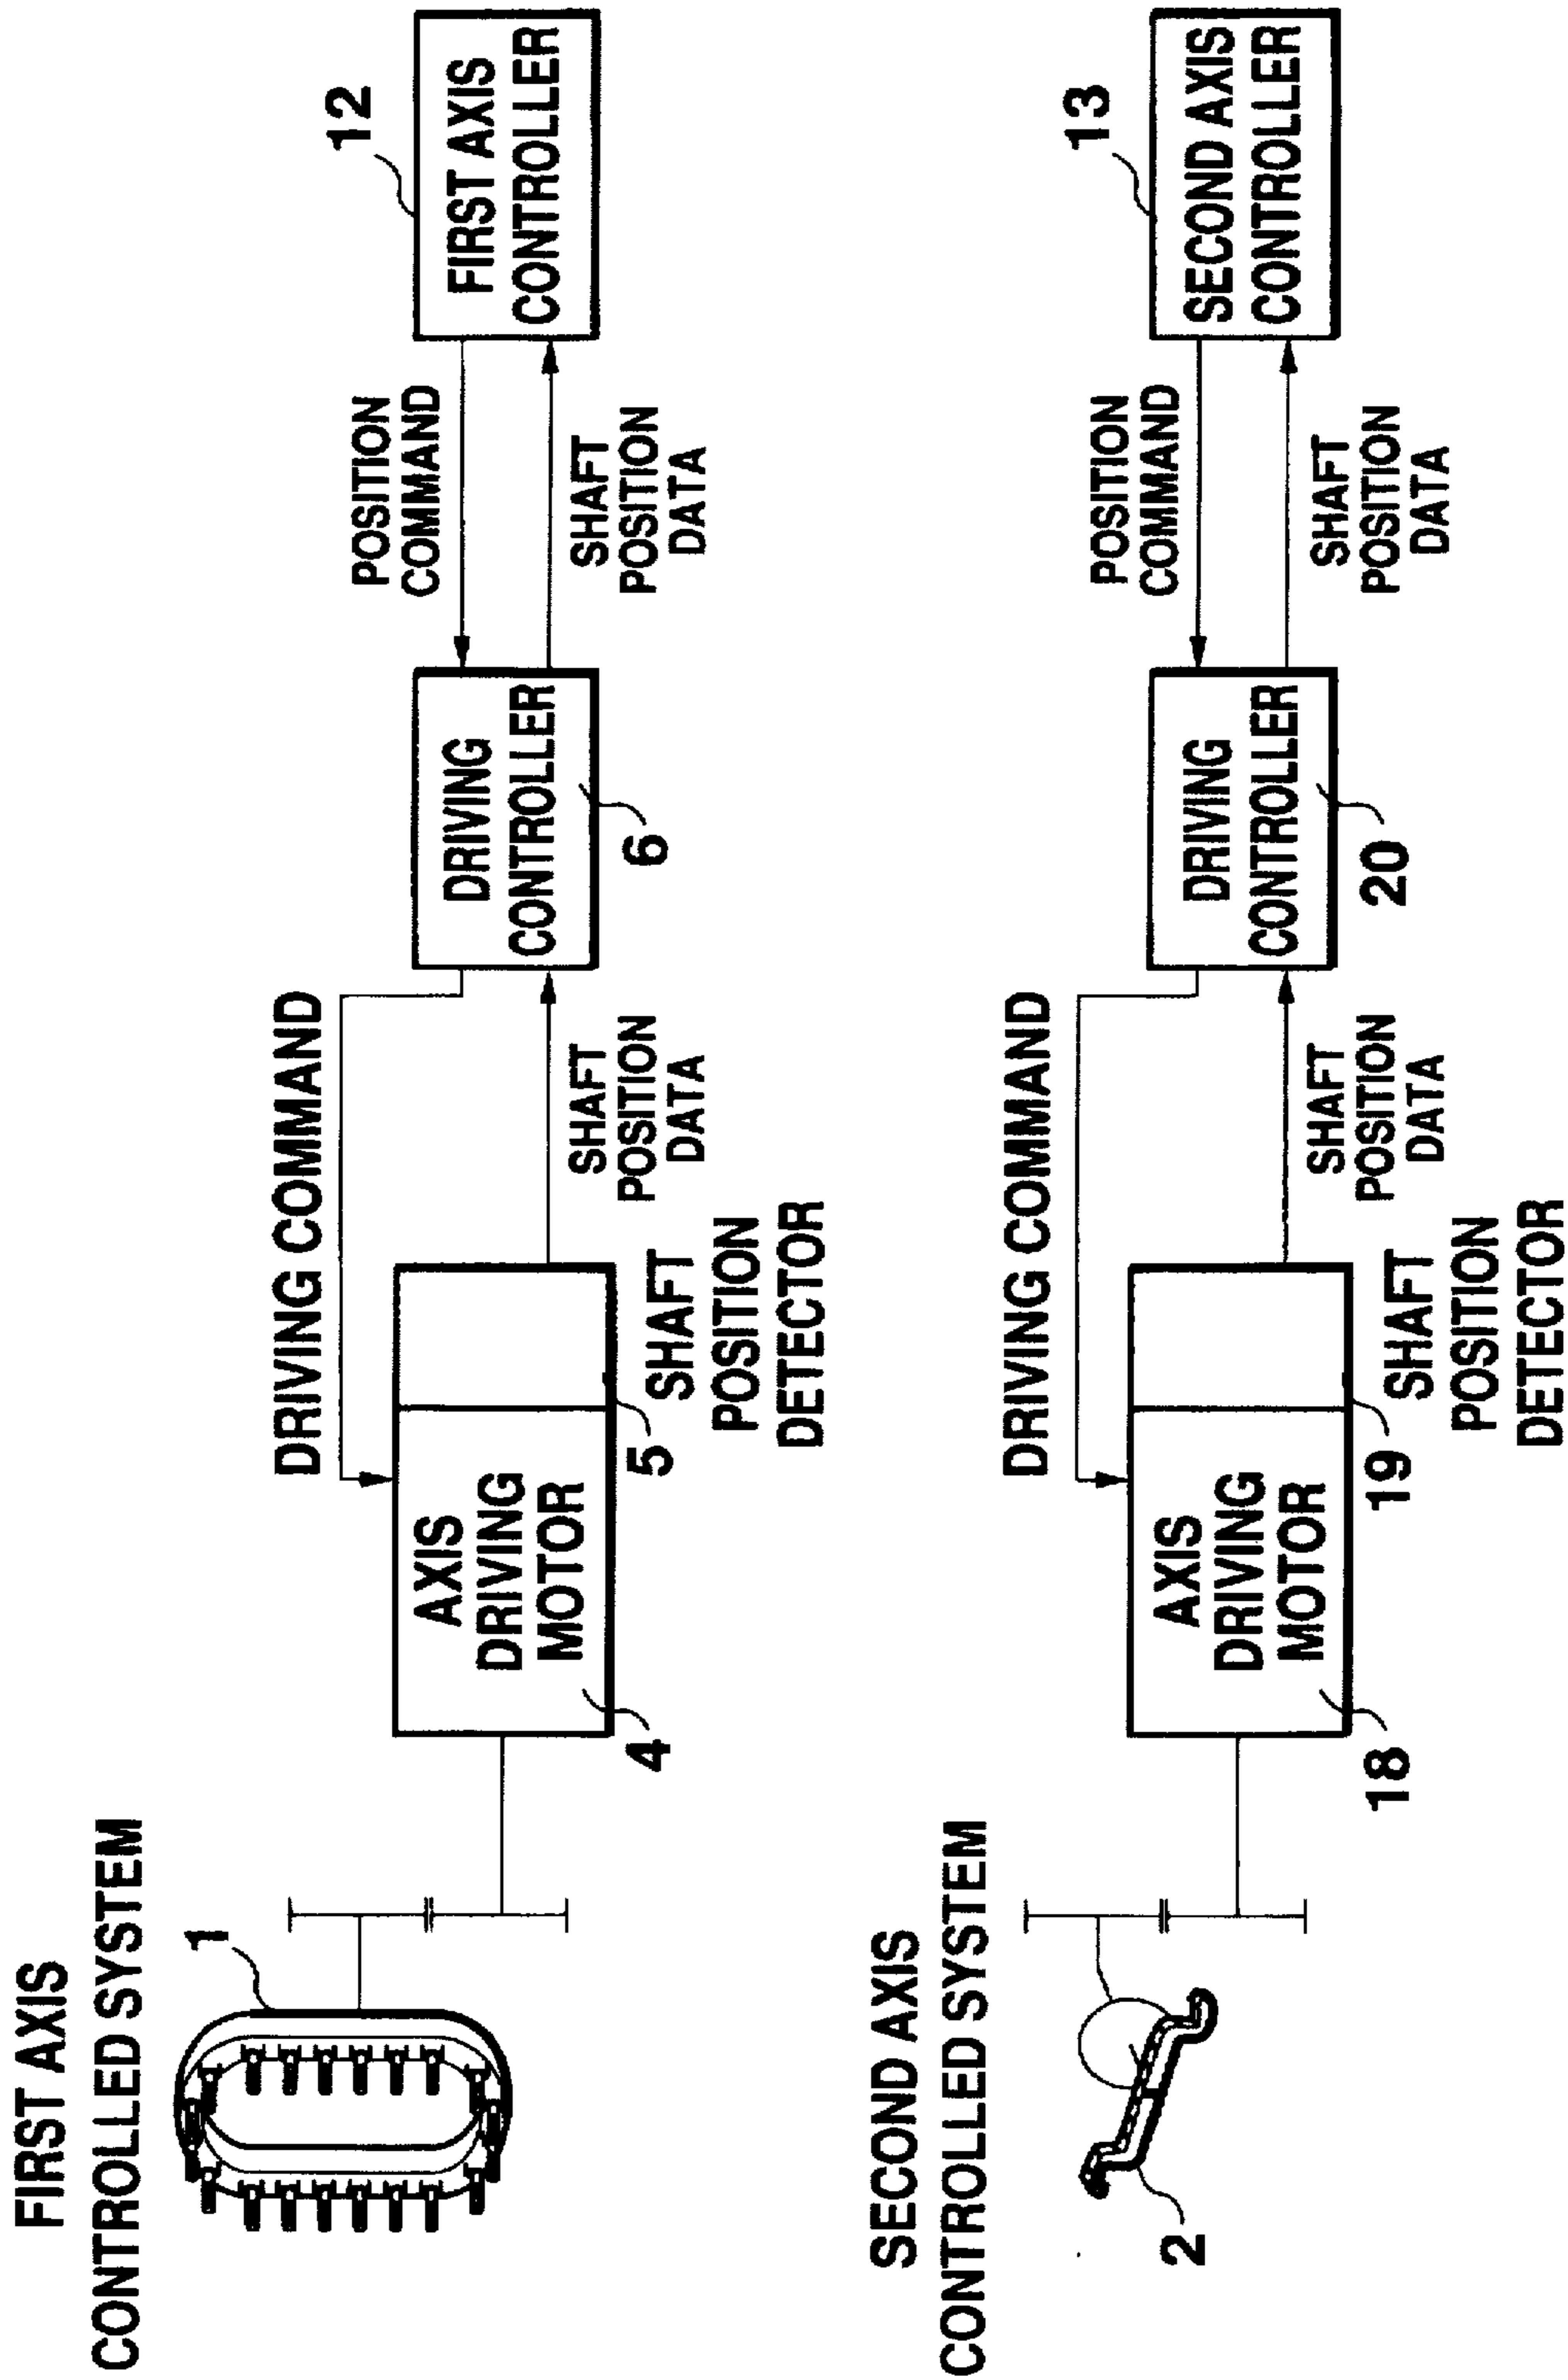 FIRST AXIS
CONTROLLED SYSTEM
1
AXIS
DRIVING
MOTOR
4
5
SHAFT
POSITION
DETECTOR
DRIVING COMMAND
SHAFT
POSITION
DATA
DRIVING
CONTROLLER
6
POSITION
COMMAND
SHAFT
POSITION
DATA
12
FIRST AXIS
CONTROLLER
SECOND AXIS
CONTROLLED SYSTEM
2
AXIS
DRIVING
MOTOR
18
19
SHAFT
POSITION
DETECTOR
DRIVING COMMAND
SHAFT
POSITION
DATA
DRIVING
CONTROLLER
20
POSITION
COMMAND
SHAFT
POSITION
DATA
13
SECOND AXIS
CONTROLLER